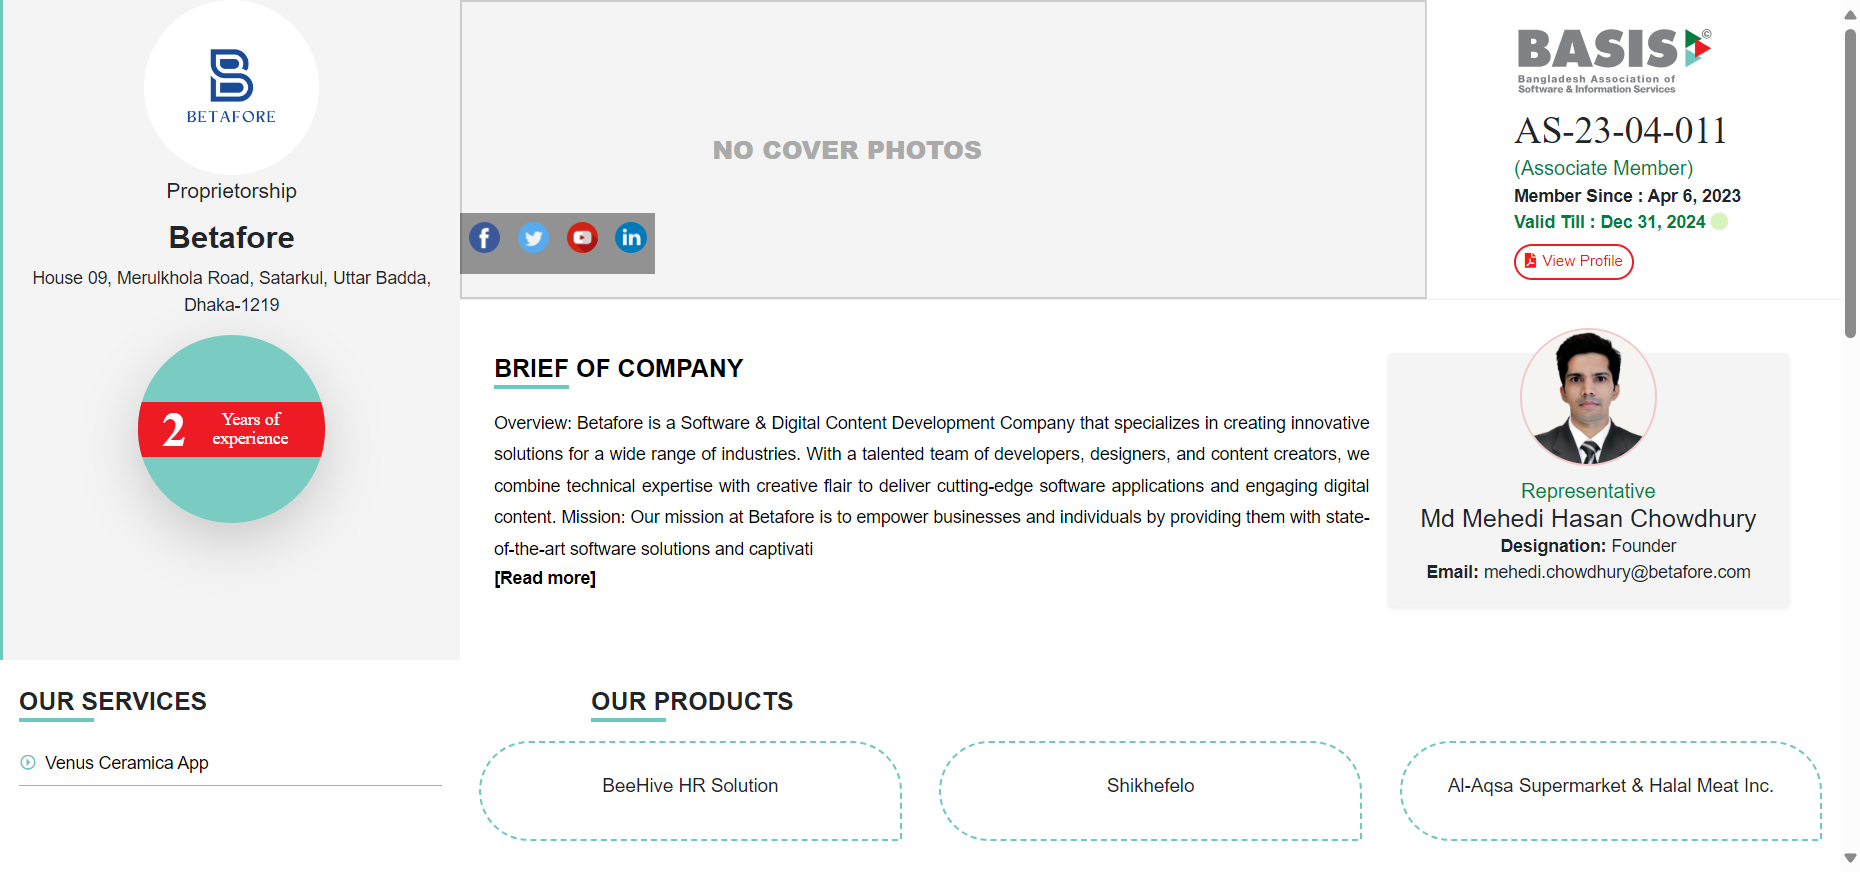 BETAFORE
Proprietorship
Betafore
House 09, Merulkhola Road, Satarkul, Uttar Badda,
Dhaka-1219
2
Years of
experience
NO COVER PHOTOS
f
in
BASIS ©
Bangladesh Association of
Software & Information Services
AS-23-04-011
(Associate Member)
Member Since : Apr 6, 2023
Valid Till : Dec 31, 2024
View Profile
BRIEF OF COMPANY
Overview: Betafore is a Software & Digital Content Development Company that specializes in creating innovative
solutions for a wide range of industries. With a talented team of developers, designers, and content creators, we
combine technical expertise with creative flair to deliver cutting-edge software applications and engaging digital
content. Mission: Our mission at Betafore is to empower businesses and individuals by providing them with state-
of-the-art software solutions and captivati
[Read more]
Representative
Md Mehedi Hasan Chowdhury
Designation: Founder
Email: mehedi.chowdhury@betafore.com
OUR SERVICES
Venus Ceramica App
OUR PRODUCTS
BeeHive HR Solution
Shikhefelo
Al-Aqsa Supermarket & Halal Meat Inc.